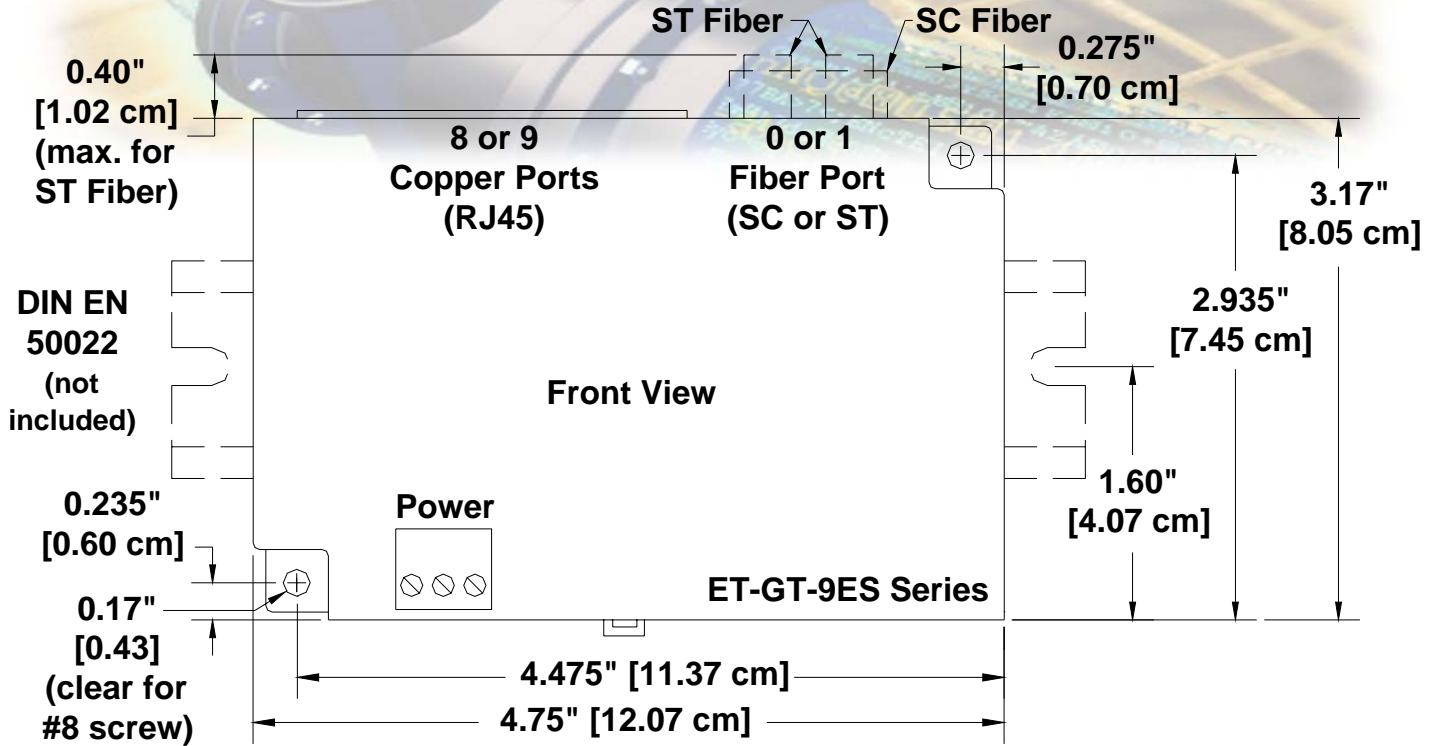 ST Fiber
SC Fiber
0.40"
[1.02 cm]
(max. for
ST Fiber)
0.275"
[0.70 cm]
8 or 9
Copper Ports
(RJ45)
0 or 1
Fiber Port
(SC or ST)
3.17"
[8.05 cm]
DIN EN
50022
(not
included)
2.935"
[7.45 cm]
Front View
1.60"
[4.07 cm]
0.235"
[0.60 cm]
Power
ET-GT-9ES Series
0.17"
[0.43]
(clear for
#8 screw)
4.475" [11.37 cm]
4.75" [12.07 cm]